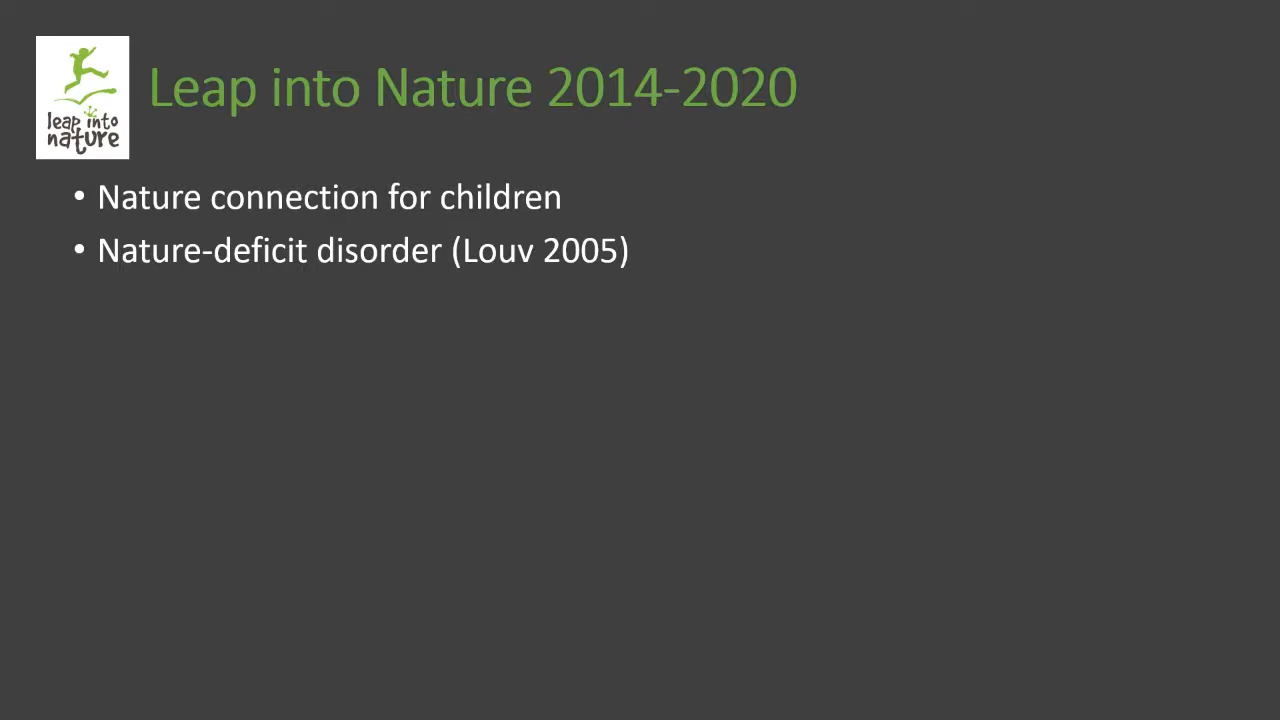 Leap into Nature 2014-2020
leap into
nature
• Nature connection for children
• Nature-deficit disorder (Louv 2005)